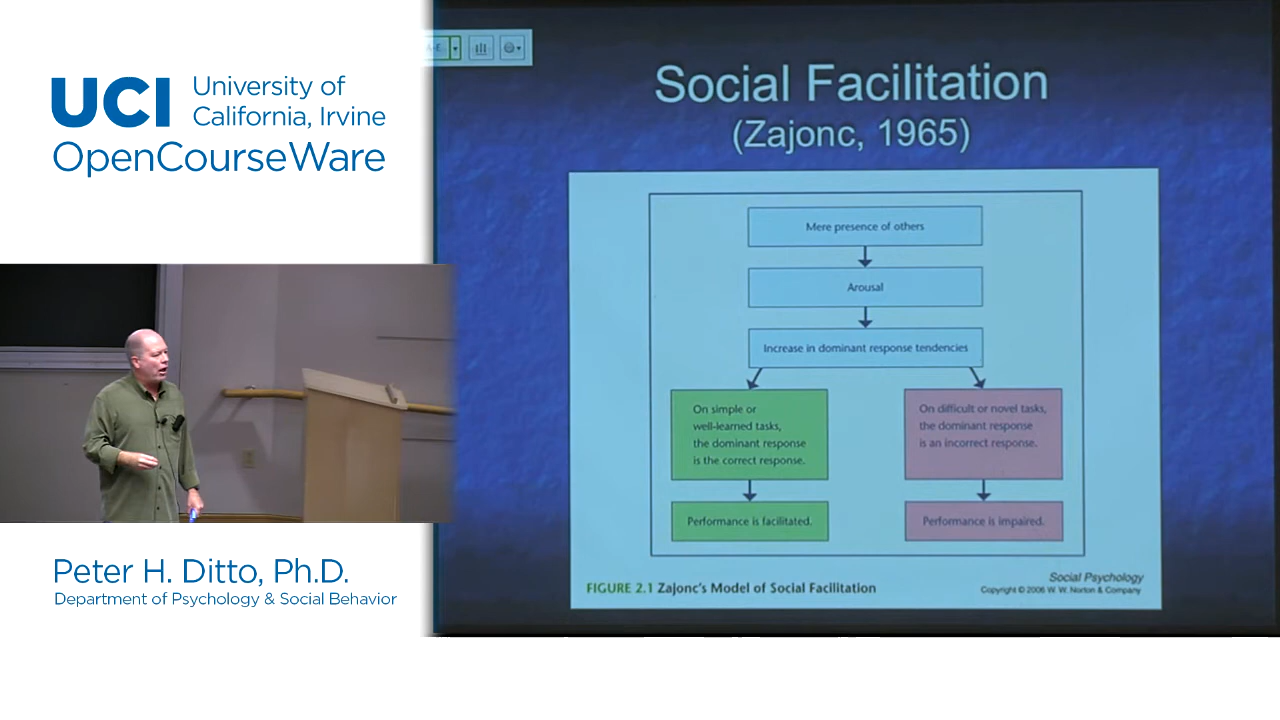 UCI University of
California, Irvine
OpenCourseWare
Social Facilitation
(Zajonc, 1965)
Mere presence of others
Arousal
Increase in dominant response tendencies
On simple or
well-learned tasks,
the dominant response
is the correct response.
On difficult or novel tasks,
the dominant response
is an incorrect response.
Performance is facilitated.
Performance is impaired.
FIGURE 2.1 Zajonc's Model of Social Facilitation
Social Psychology
Copyright © 2006 W. W. Norton & Company
Peter H. Ditto, Ph.D.
Department of Psychology & Social Behavior